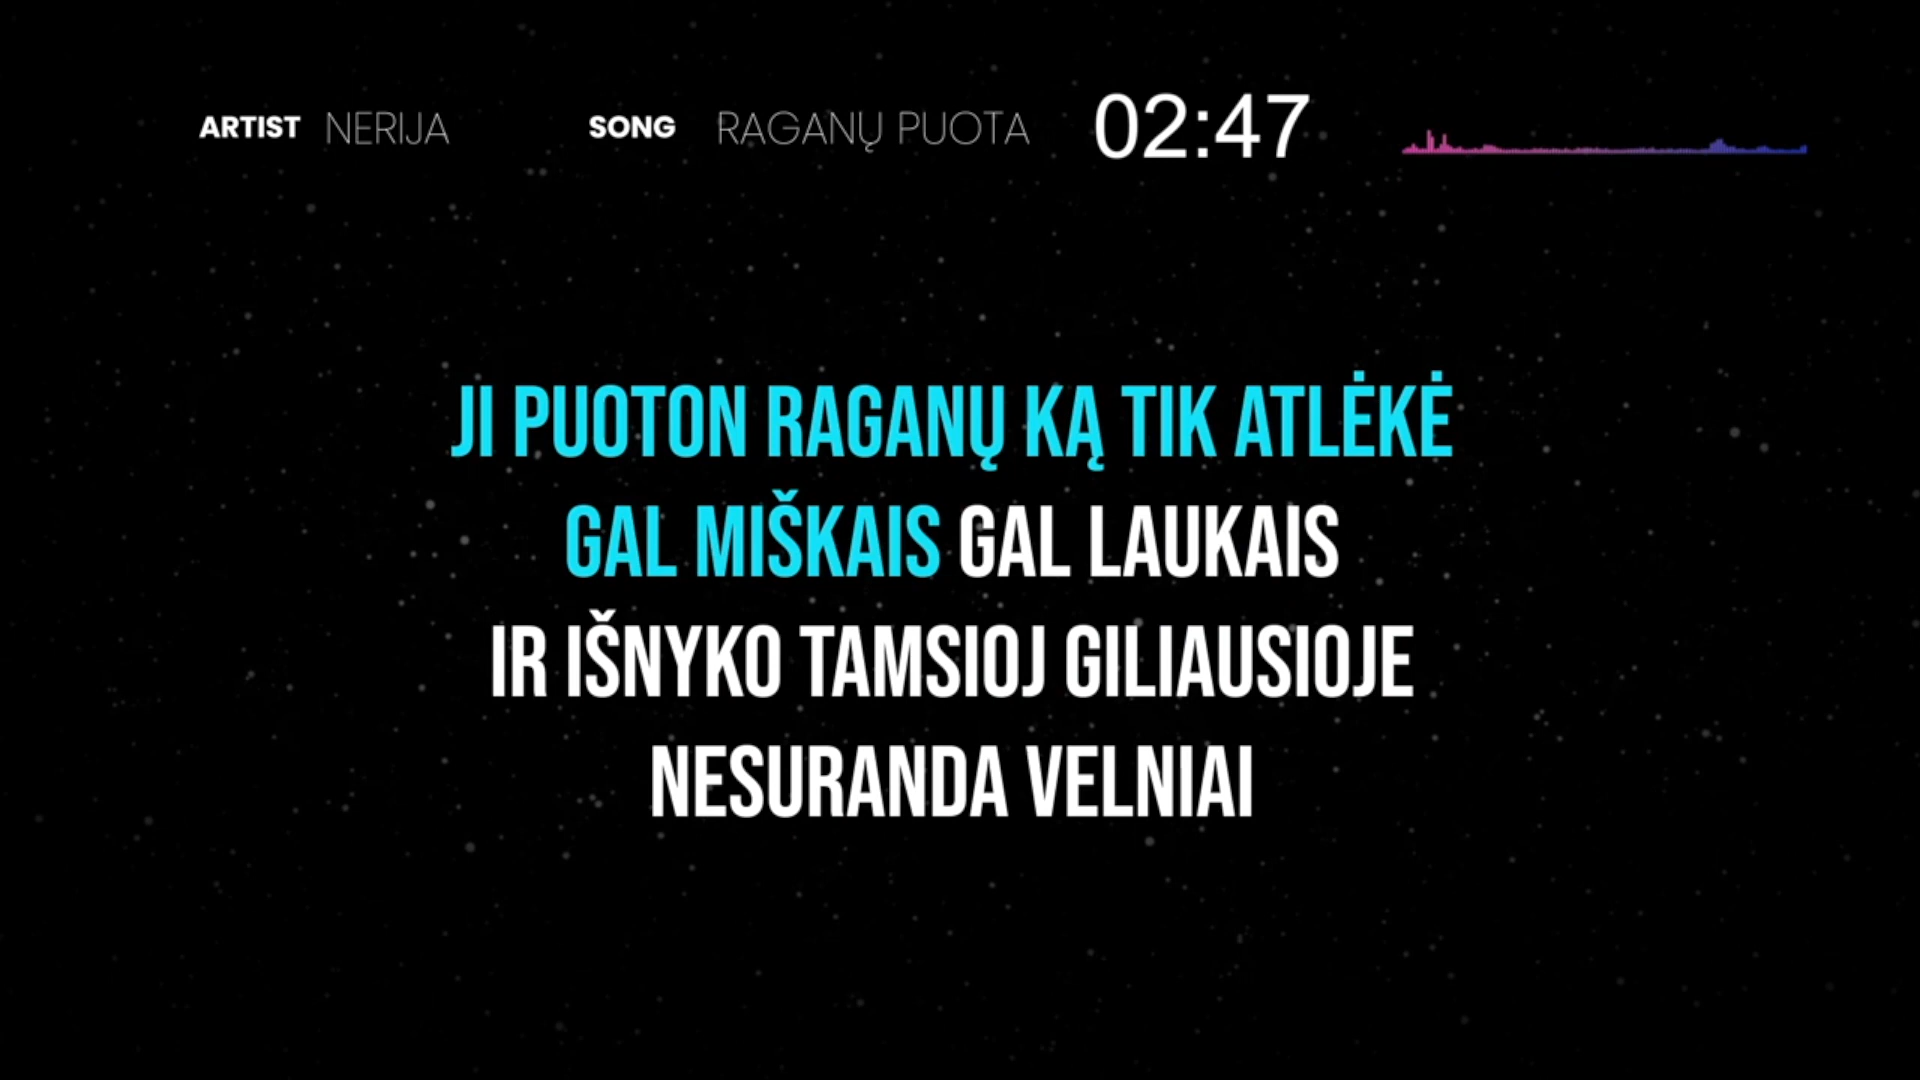 ARTIST NERIJA SONG RAGANŲ PUOTA 02:47
JI PUOTON RAGANŲ KĄ TIK ATLĖKĖ
GAL MIŠKAIS GAL LAUKAIS
IR IŠNYKO TAMSIOJ GILIAUSIOJE
NESURANDA VELNIAI